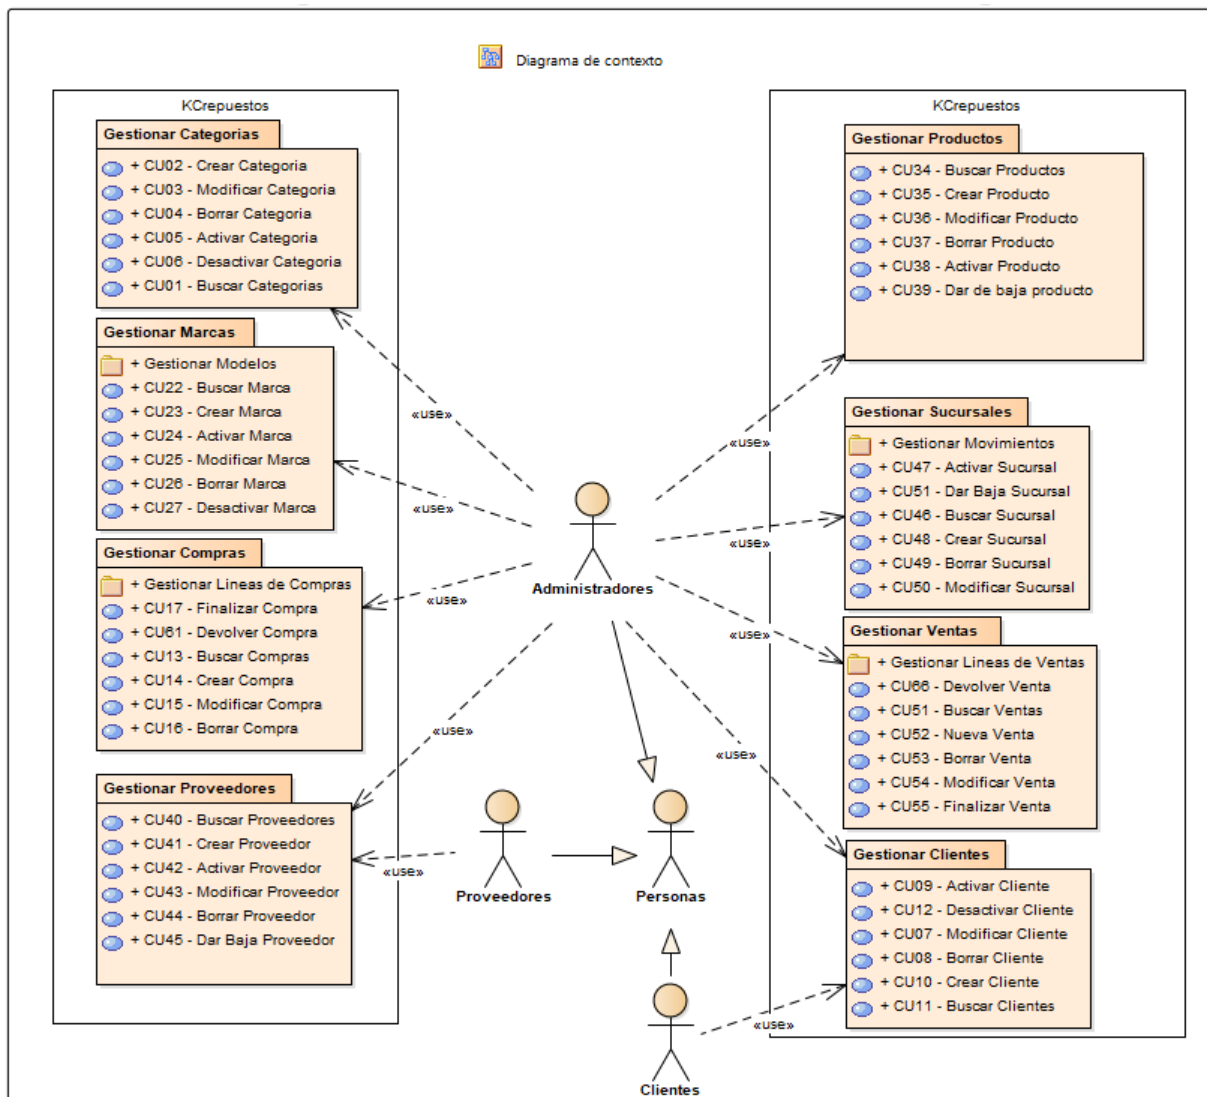 Diagrama de contexto
KCrepuestos
Gestionar Categorias
+ CU02 - Crear Categoria
+ CU03 - Modificar Categoria
+ CU04 - Borrar Categoria
+ CU05 - Activar Categoria
+ CU06 - Desactivar Categoria
+ CU01 - Buscar Categorias
Gestionar Marcas
+ Gestionar Modelos
+ CU22 - Buscar Marca
+ CU23 - Crear Marca
+ CU24 - Activar Marca
+ CU25 - Modificar Marca
+ CU26 - Borrar Marca
+ CU27 - Desactivar Marca
Gestionar Compras
+ Gestionar Lineas de Compras
+ CU17 - Finalizar Compra
+ CU61 - Devolver Compra
+ CU13 - Buscar Compras
+ CU14 - Crear Compra
+ CU15 - Modificar Compra
+ CU16 - Borrar Compra
Gestionar Proveedores
+ CU40 - Buscar Proveedores
+ CU41 - Crear Proveedor
+ CU42 - Activar Proveedor
+ CU43 - Modificar Proveedor
+ CU44 - Borrar Proveedor
+ CU45 - Dar Baja Proveedor
«use»
«use»
«use»
«use»
«use»
Administradores
Proveedores
Personas
Clientes
«use»
«use»
«use»
«use»
«use»
KCrepuestos
Gestionar Productos
+ CU34 - Buscar Productos
+ CU35 - Crear Producto
+ CU36 - Modificar Producto
+ CU37 - Borrar Producto
+ CU38 - Activar Producto
+ CU39 - Dar de baja producto
Gestionar Sucursales
+ Gestionar Movimientos
+ CU47 - Activar Sucursal
+ CU51 - Dar Baja Sucursal
+ CU46 - Buscar Sucursal
+ CU48 - Crear Sucursal
+ CU49 - Borrar Sucursal
+ CU50 - Modificar Sucursal
Gestionar Ventas
+ Gestionar Lineas de Ventas
+ CU66 - Devolver Venta
+ CU51 - Buscar Ventas
+ CU52 - Nueva Venta
+ CU53 - Borrar Venta
+ CU54 - Modificar Venta
+ CU55 - Finalizar Venta
Gestionar Clientes
+ CU09 - Activar Cliente
+ CU12 - Desactivar Cliente
+ CU07 - Modificar Cliente
+ CU08 - Borrar Cliente
+ CU10 - Crear Cliente
+ CU11 - Buscar Clientes